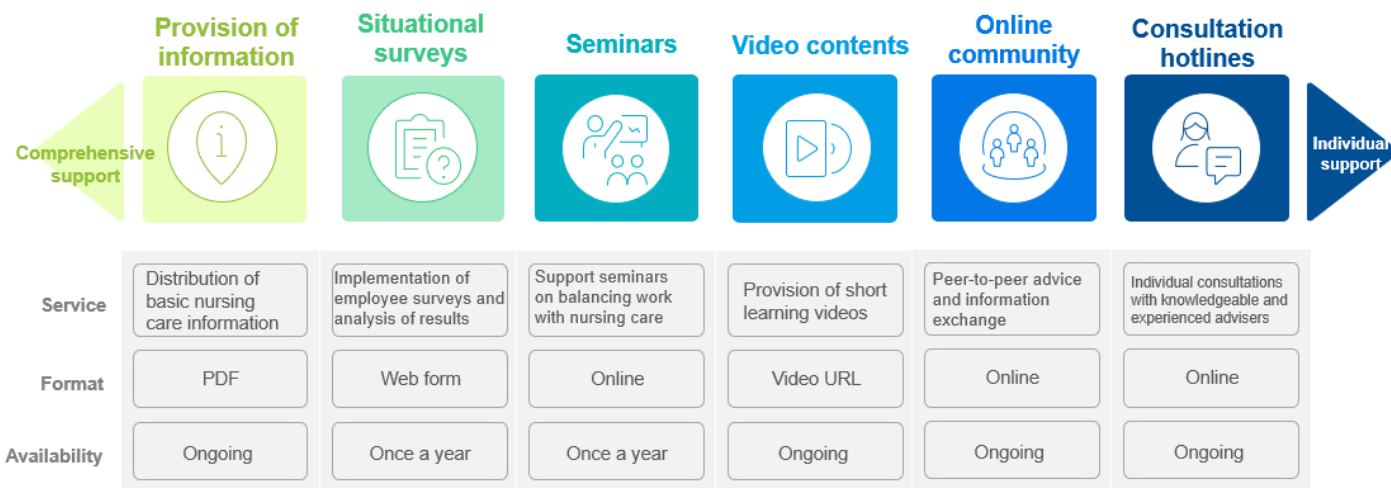 Provision of
information
Situational
surveys
Seminars
Video contents
Online
community
Consultation
hotlines
Comprehensive
support
i
Individual
support
Service
Distribution of
basic nursing
care information
Implementation of
employee surveys and
analysis of results
Support seminars
on balancing work
with nursing care
Provision of short
learning videos
Peer-to-peer advice
and information
exchange
Individual consultations
with knowledgeable and
experienced advisers
Format
PDF
Web form
Online
Video URL
Online
Online
Availability
Ongoing
Once a year
Once a year
Ongoing
Ongoing
Ongoing